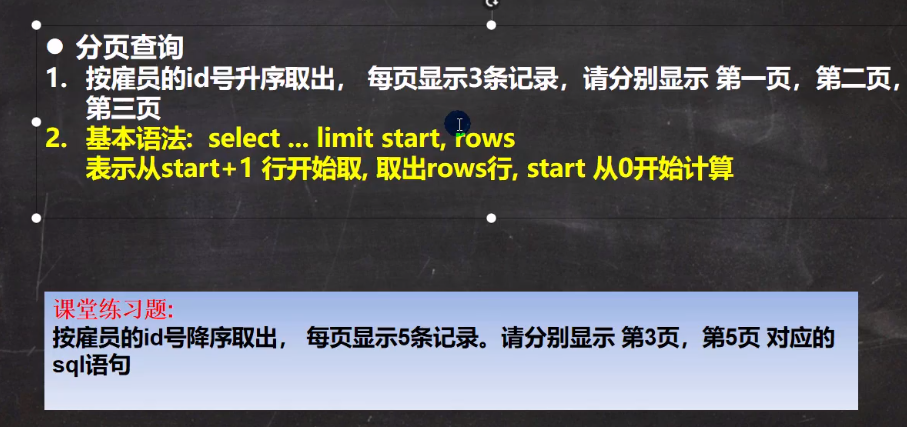 ● 分页查询
1. 按雇员的id号升序取出， 每页显示3条记录，请分别显示 第一页，第二页，
第三页
2. 基本语法: select ... limit start, rows
表示从start+1 行开始取, 取出rows行, start 从0开始计算
课堂练习题:
按雇员的id号降序取出， 每页显示5条记录。请分别显示 第3页，第5页 对应的
sql语句